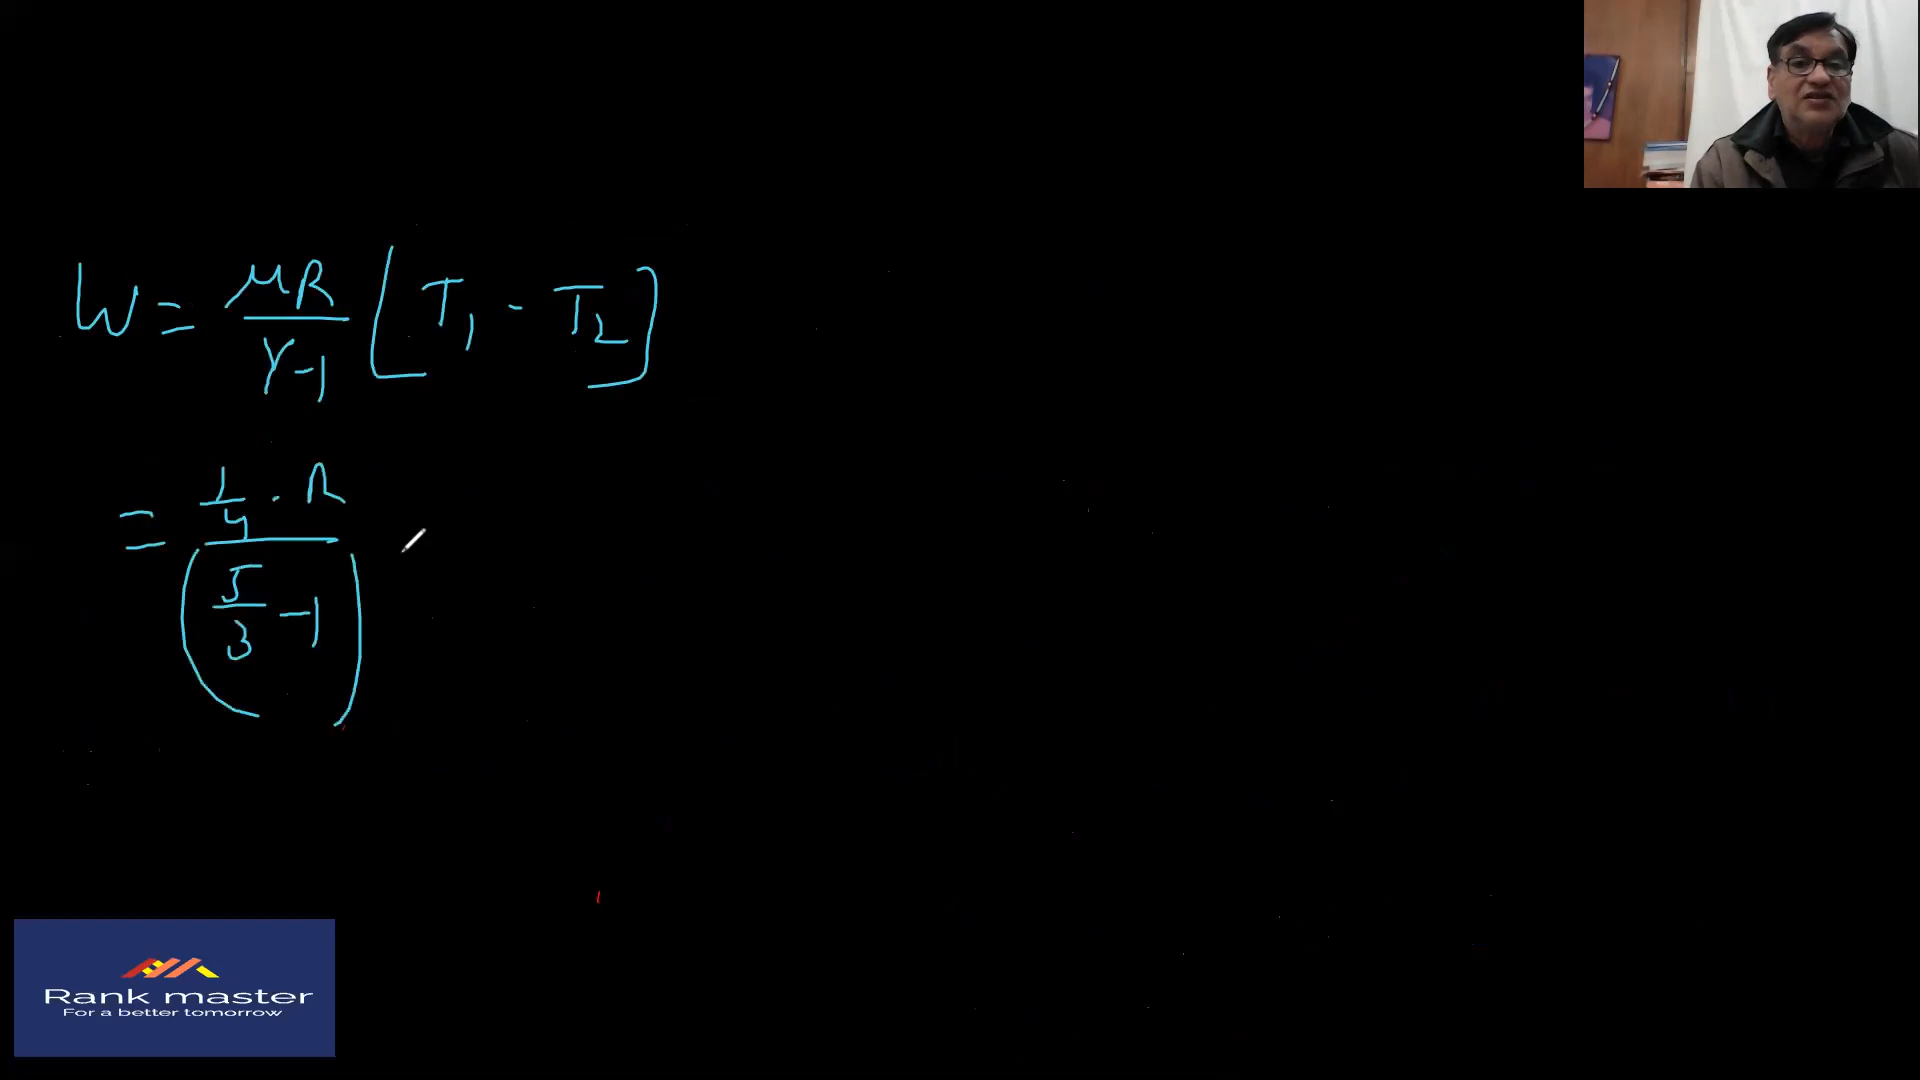 W = μR/(γ-1) [T₁ - T₂]
= (1/4 · R)/(5/3 - 1)
Rank master
For a better tomorrow